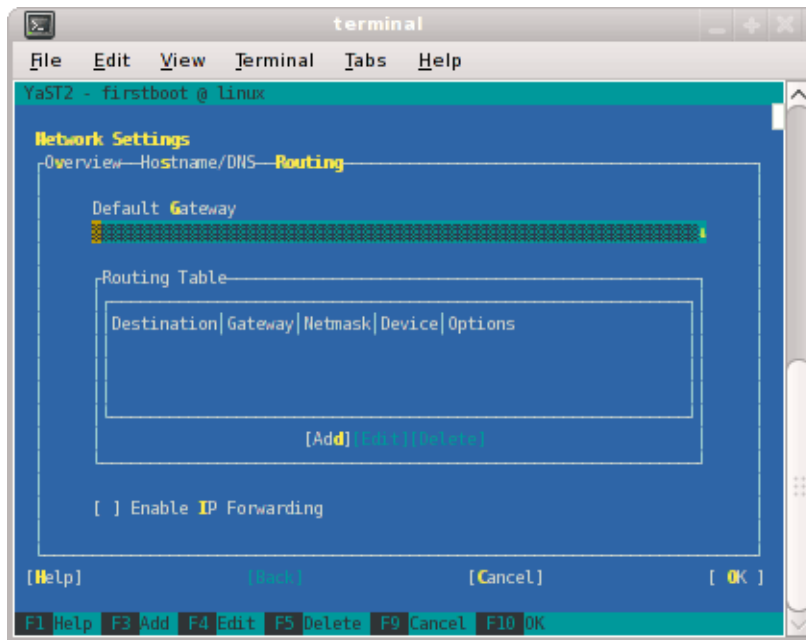 terminal
File Edit View Terminal Tabs Help
YaST2 - firstboot @ linux
Network Settings
Overview Hostname/DNS Routing
Default Gateway
Routing Table
Destination|Gateway|Netmask|Device|Options
[Add][Edit][Delete]
[ ] Enable IP Forwarding
[Help] [Back] [Cancel] [ OK ]
F1 Help F3 Add F4 Edit F5 Delete F9 Cancel F10 OK